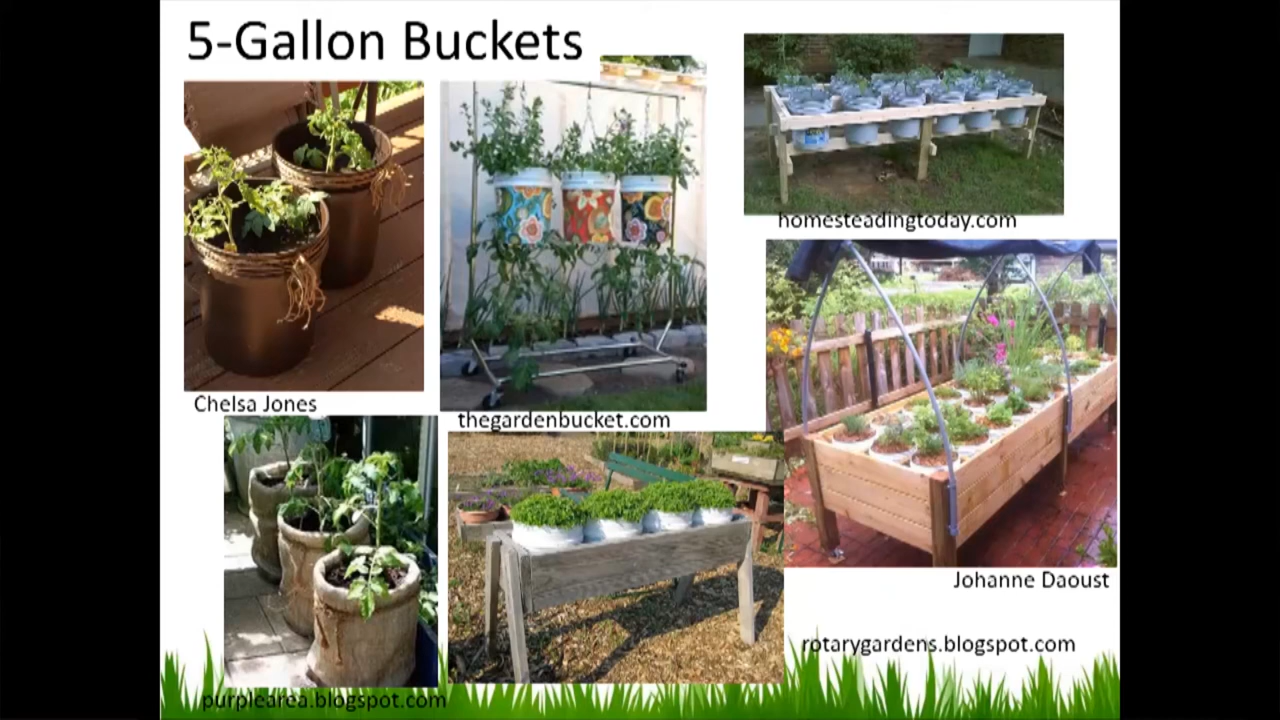 5-Gallon Buckets
homesteadingtoday.com
Chelsa Jones
thegardenbucket.com
Johanne Daoust
rotarygardens.blogspot.com
purplearea.blogspot.com